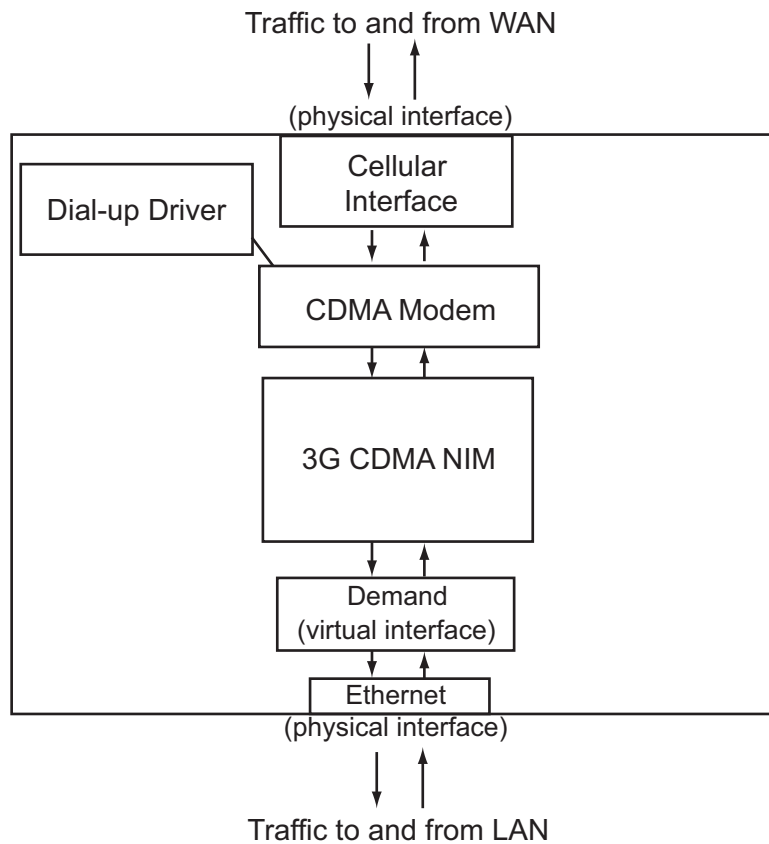 Traffic to and from WAN
(physical interface)
Cellular
Interface
Dial-up Driver
CDMA Modem
3G CDMA NIM
Demand
(virtual interface)
Ethernet
(physical interface)
Traffic to and from LAN